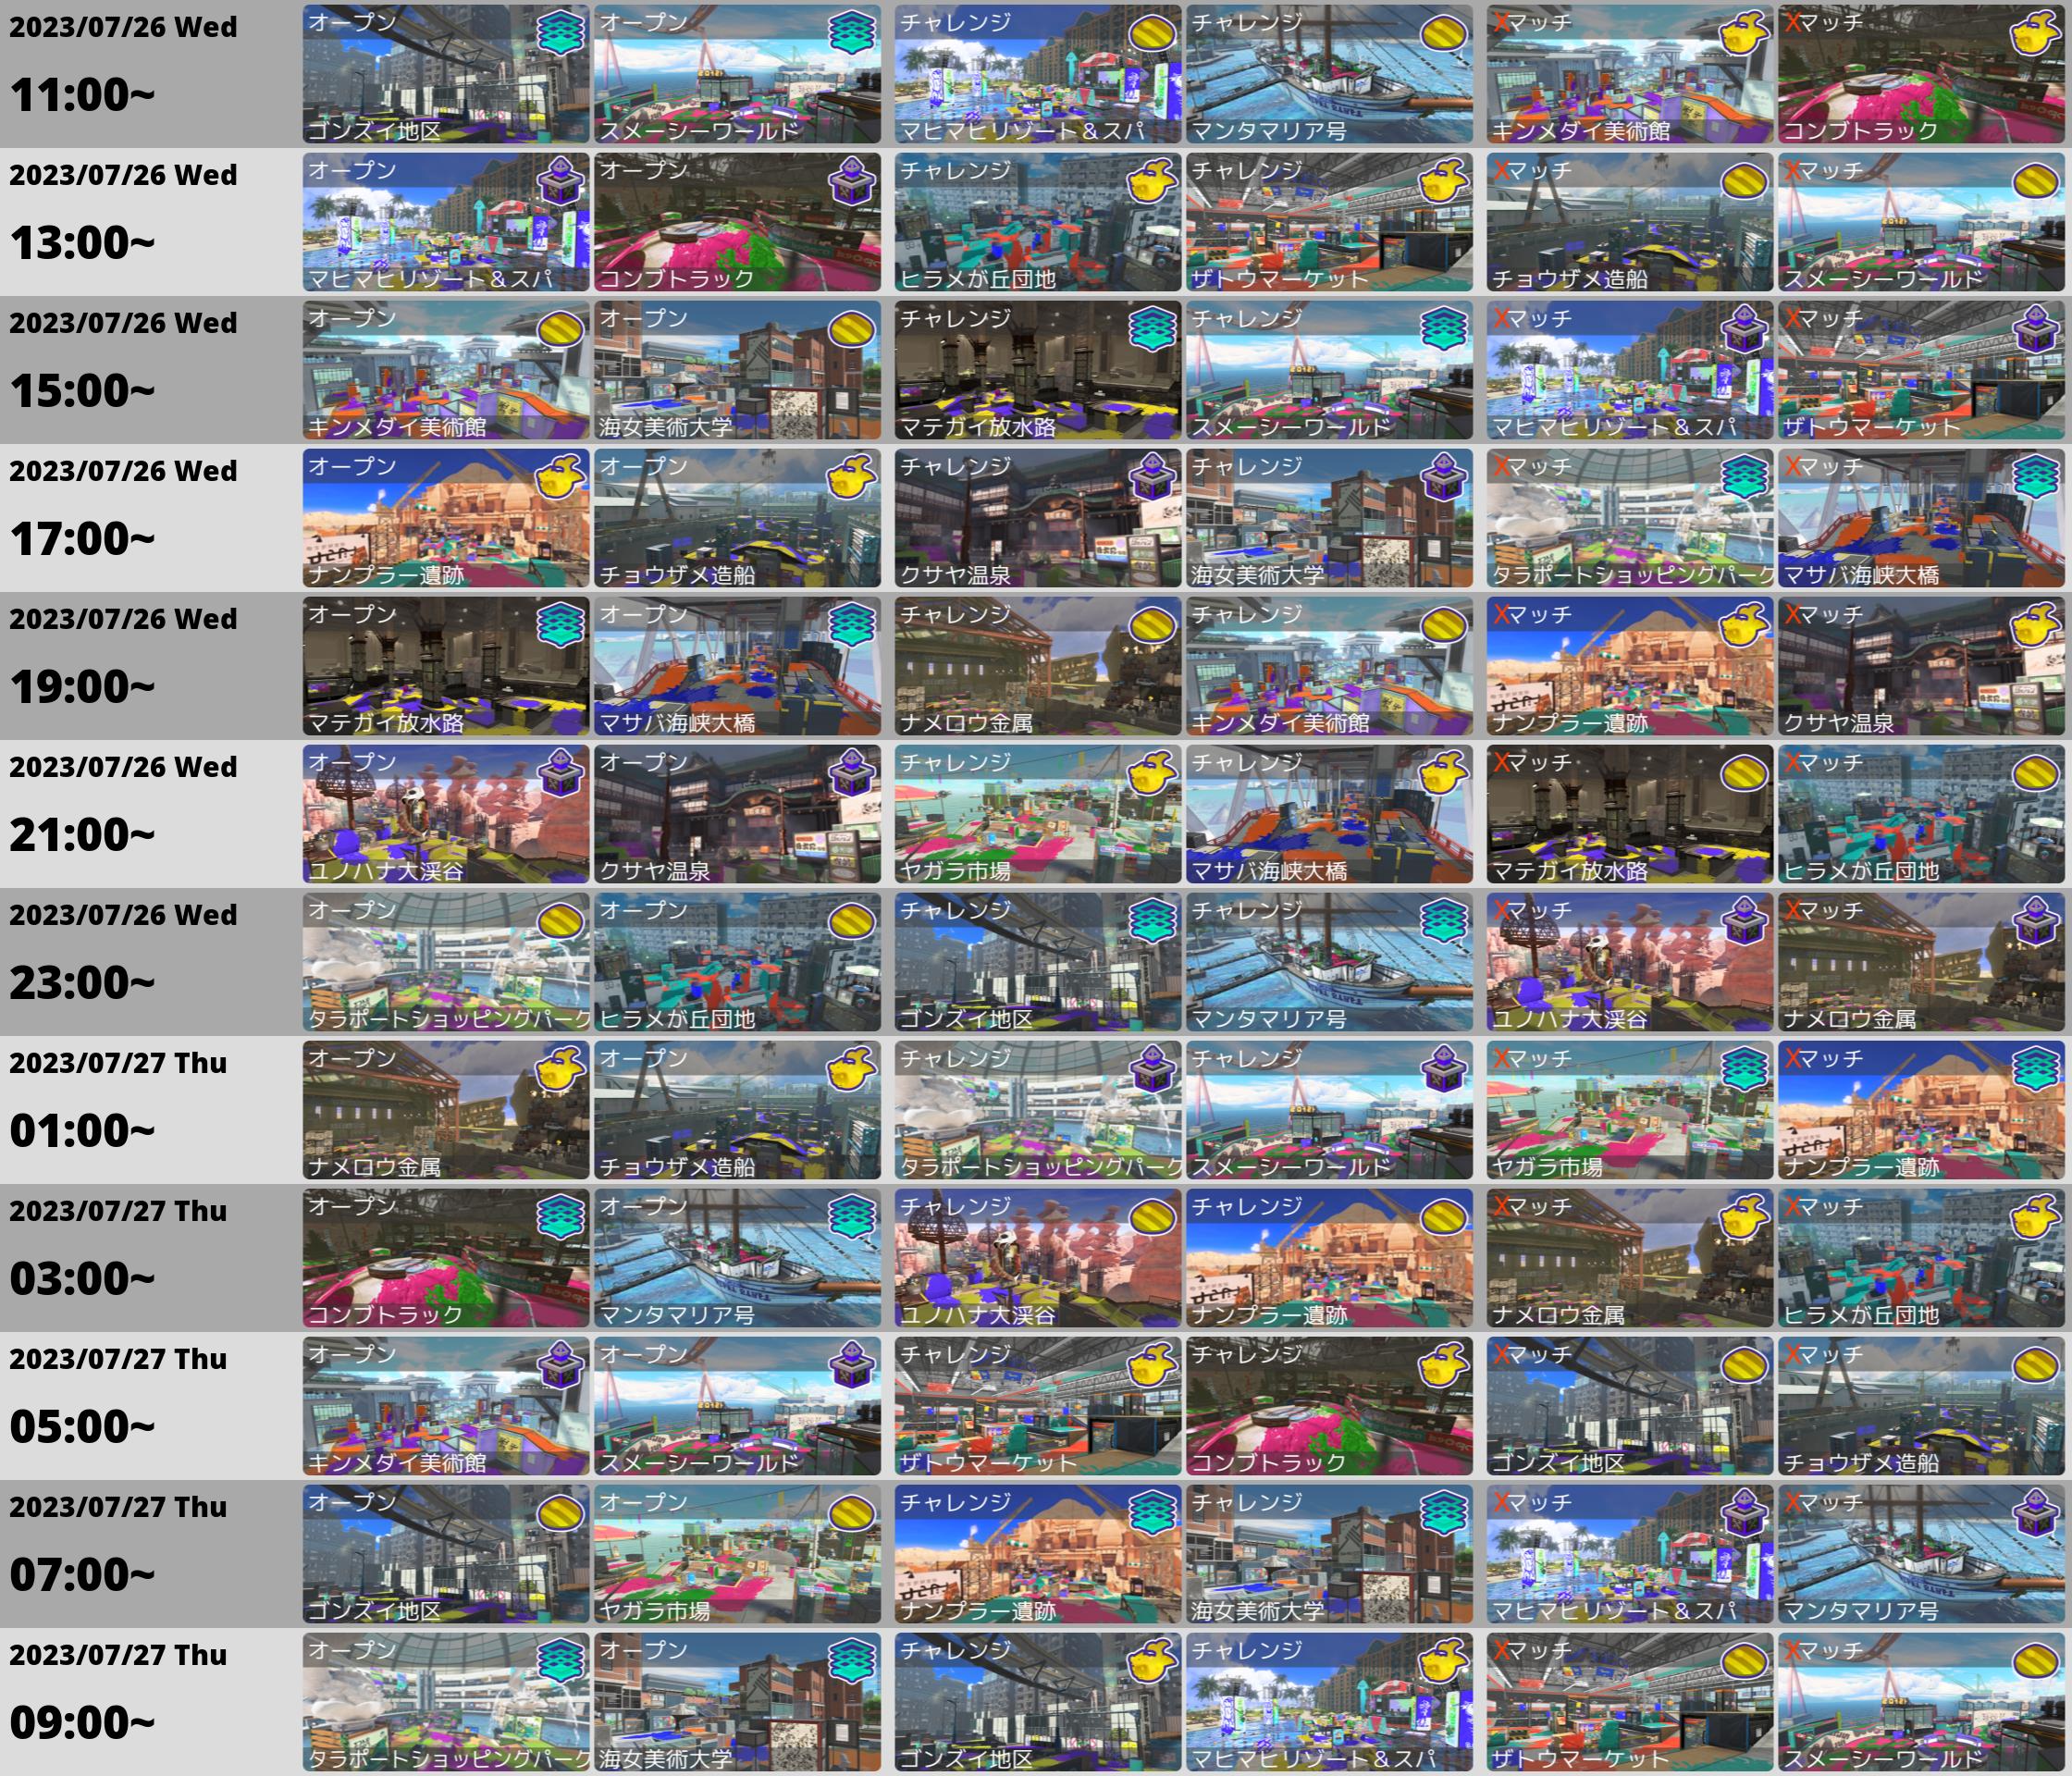 2023/07/26 Wed
11:00~
オープン
ゴンズイ地区
オープン
スメーシーワールド
チャレンジ
マヒマヒリゾート&スパ
チャレンジ
マンタマリア号
Xマッチ
キンメダイ美術館
Xマッチ
コンブトラック
2023/07/26 Wed
13:00~
オープン
マヒマヒリゾート&スパ
オープン
コンブトラック
チャレンジ
ヒラメが丘団地
チャレンジ
ザトウマーケット
Xマッチ
チョウザメ造船
Xマッチ
スメーシーワールド
2023/07/26 Wed
15:00~
オープン
キンメダイ美術館
オープン
海女美術大学
チャレンジ
マテガイ放水路
チャレンジ
スメーシーワールド
Xマッチ
マヒマヒリゾート&スパ
Xマッチ
ザトウマーケット
2023/07/26 Wed
17:00~
オープン
ナンプラー遺跡
オープン
チョウザメ造船
チャレンジ
クサヤ温泉
チャレンジ
海女美術大学
Xマッチ
タラポートショッピングパーク
Xマッチ
マサバ海峡大橋
2023/07/26 Wed
19:00~
オープン
マテガイ放水路
オープン
マサバ海峡大橋
チャレンジ
ナメロウ金属
チャレンジ
キンメダイ美術館
Xマッチ
ナンプラー遺跡
Xマッチ
クサヤ温泉
2023/07/26 Wed
21:00~
オープン
ユノハナ大渓谷
オープン
クサヤ温泉
チャレンジ
ヤガラ市場
チャレンジ
マサバ海峡大橋
Xマッチ
マテガイ放水路
Xマッチ
ヒラメが丘団地
2023/07/26 Wed
23:00~
オープン
タラポートショッピングパーク
オープン
ヒラメが丘団地
チャレンジ
ゴンズイ地区
チャレンジ
マンタマリア号
Xマッチ
ユノハナ大渓谷
Xマッチ
ナメロウ金属
2023/07/27 Thu
01:00~
オープン
ナメロウ金属
オープン
チョウザメ造船
チャレンジ
タラポートショッピングパーク
チャレンジ
スメーシーワールド
Xマッチ
ヤガラ市場
Xマッチ
ナンプラー遺跡
2023/07/27 Thu
03:00~
オープン
コンブトラック
オープン
マンタマリア号
チャレンジ
ユノハナ大渓谷
チャレンジ
ナンプラー遺跡
Xマッチ
ナメロウ金属
Xマッチ
ヒラメが丘団地
2023/07/27 Thu
05:00~
オープン
キンメダイ美術館
オープン
スメーシーワールド
チャレンジ
ザトウマーケット
チャレンジ
コンブトラック
Xマッチ
ゴンズイ地区
Xマッチ
チョウザメ造船
2023/07/27 Thu
07:00~
オープン
ゴンズイ地区
オープン
ヤガラ市場
チャレンジ
ナンプラー遺跡
チャレンジ
海女美術大学
Xマッチ
マヒマヒリゾート&スパ
Xマッチ
マンタマリア号
2023/07/27 Thu
09:00~
オープン
タラポートショッピングパーク
オープン
海女美術大学
チャレンジ
ゴンズイ地区
チャレンジ
マヒマヒリゾート&スパ
Xマッチ
ザトウマーケット
Xマッチ
スメーシーワールド